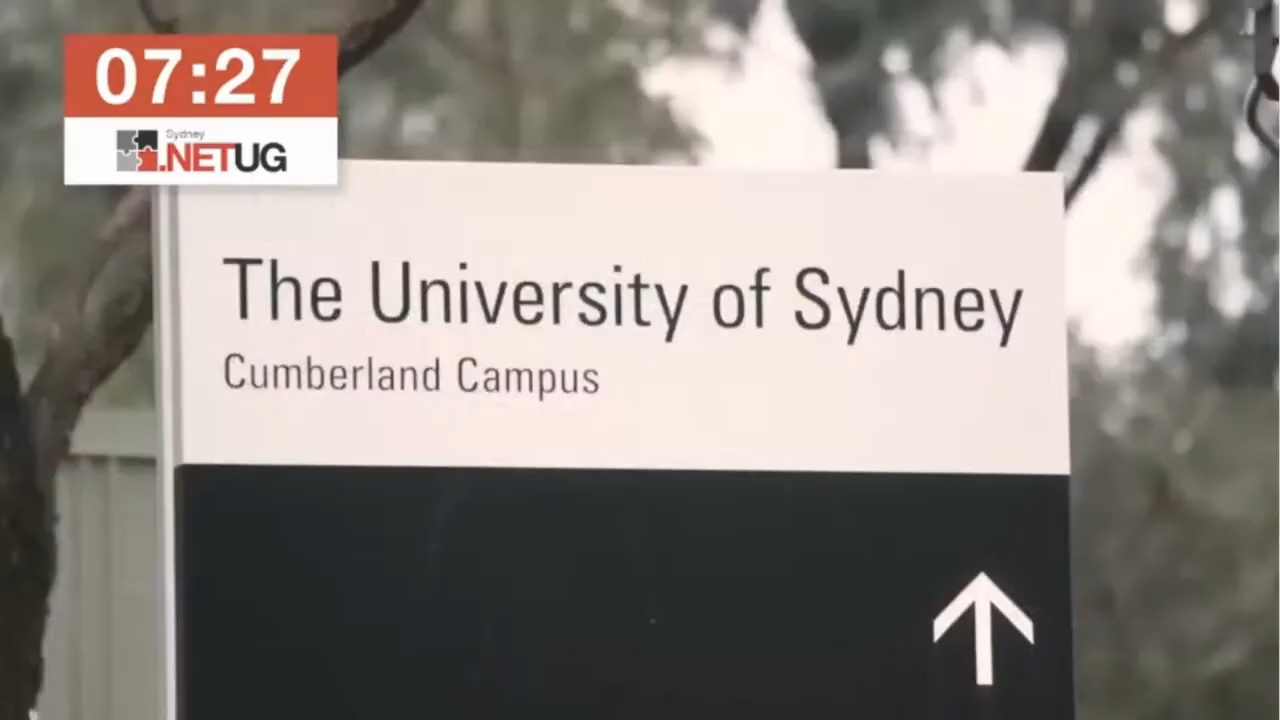 07:27
Sydney
.NETUG
The University of Sydney
Cumberland Campus